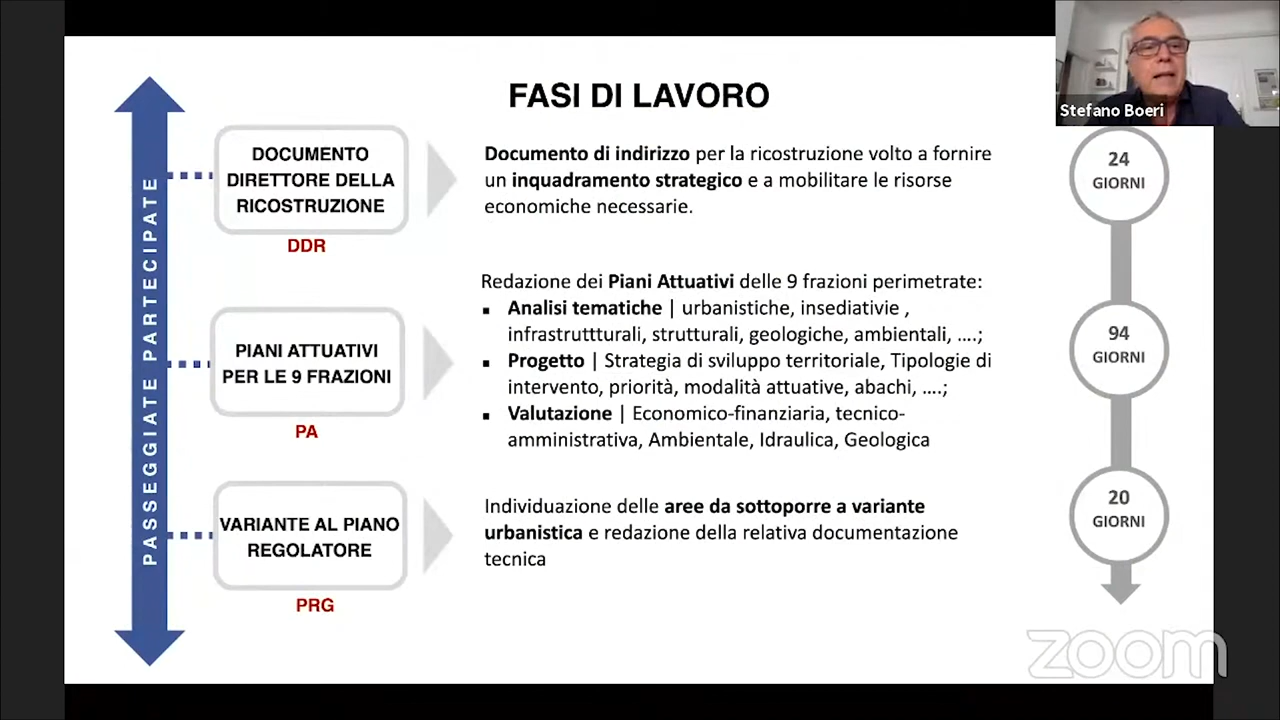 FASI DI LAVORO
Stefano Boeri
PASSEGGIATE PARTECIPATE
DOCUMENTO
DIRETTORE DELLA
RICOSTRUZIONE
DDR
Documento di indirizzo per la ricostruzione volto a fornire
un inquadramento strategico e a mobilitare le risorse
economiche necessarie.
24
GIORNI
PIANI ATTUATIVI
PER LE 9 FRAZIONI
PA
Redazione dei Piani Attuativi delle 9 frazioni perimetrate:
▪ Analisi tematiche | urbanistiche, insediativie ,
infrastruttturali, strutturali, geologiche, ambientali, ….;
▪ Progetto | Strategia di sviluppo territoriale, Tipologie di
intervento, priorità, modalità attuative, abachi, ….;
▪ Valutazione | Economico-finanziaria, tecnico-
amministrativa, Ambientale, Idraulica, Geologica
94
GIORNI
VARIANTE AL PIANO
REGOLATORE
PRG
Individuazione delle aree da sottoporre a variante
urbanistica e redazione della relativa documentazione
tecnica
20
GIORNI
zoom